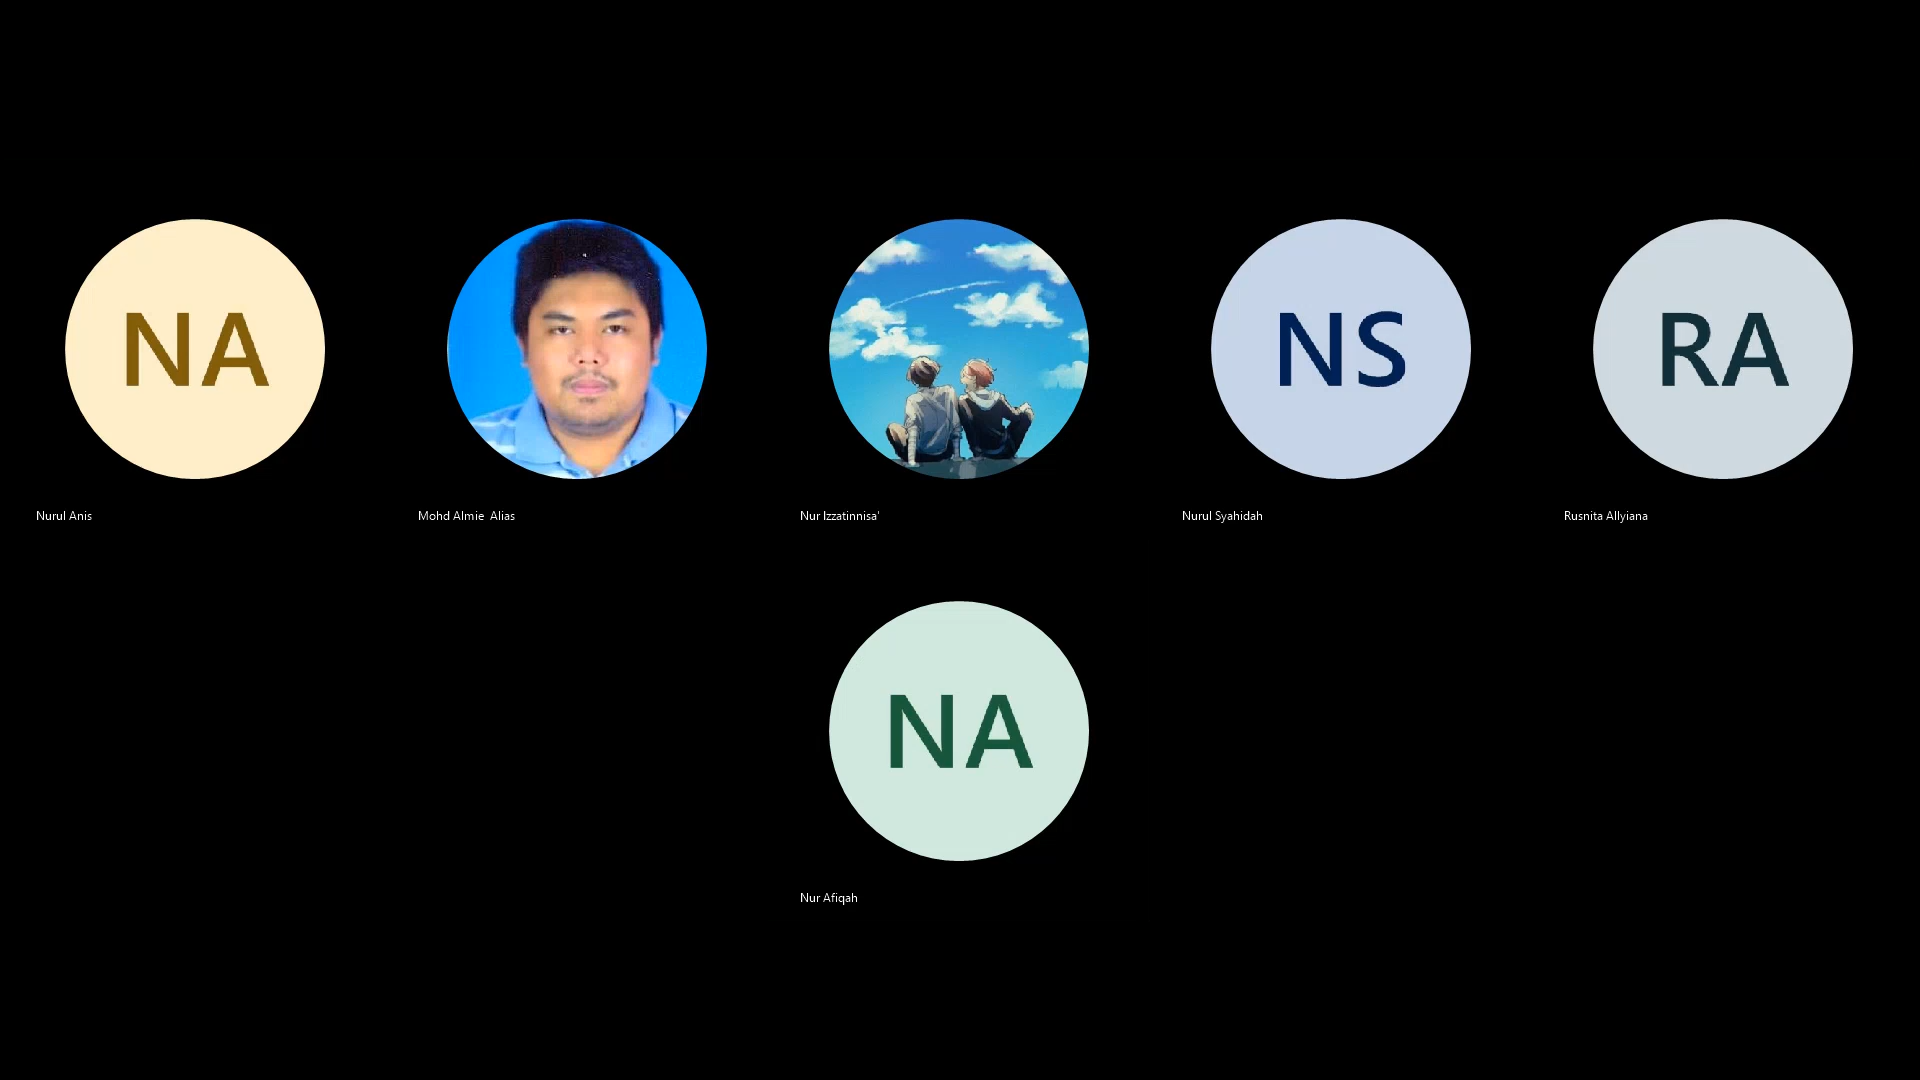 NA
Nurul Anis
Mohd Almie  Alias
Nur Izzatinnisa'
NS
Nurul Syahidah
RA
Rusnita Allyiana
NA
Nur Afiqah